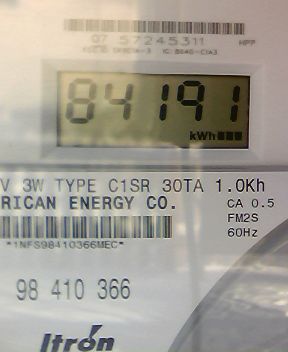 07 57245311 HPP
84191
kWh
V 3W TYPE C1SR 30TA 1.0Kh
RICAN ENERGY CO. CA 0.5
FM2S
*1NFS98410366MEC* 60Hz
98 410 366
Itron